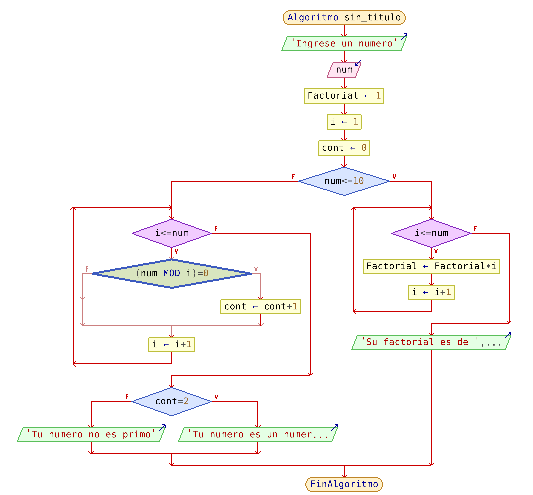 Algoritmo sin_titulo
'Ingrese un numero'
num
Factorial ← 1
i ← 1
cont ← 0
F
num<=10
V
i<=num
F
V
i<=num
F
V
F
(num MOD i)=0
V
Factorial ← Factorial*i
i ← i+1
cont ← cont+1
i ← i+1
'Su factorial es de ',...
F
cont=2
V
'Tu numero no es primo'
'Tu numero es un numer...
FinAlgoritmo